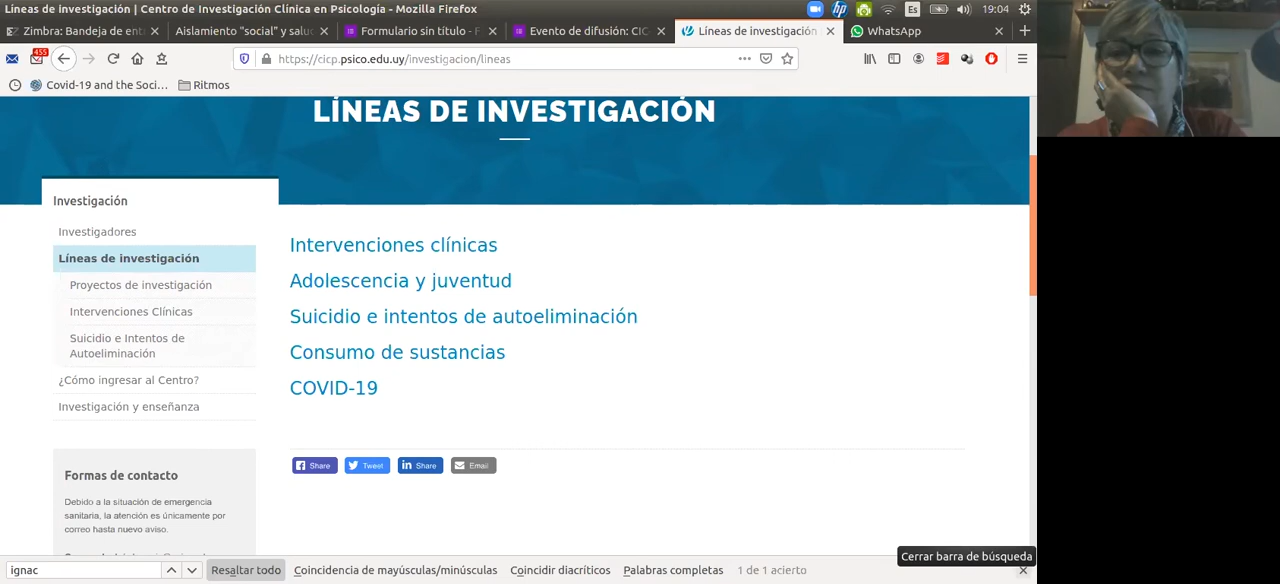 Líneas de investigación | Centro de Investigación Clínica en Psicología - Mozilla Firefox
Es
19:04
Zimbra: Bandeja de ent
Aislamiento "social" y saluc
Formulario sin título - F
Evento de difusión: CIC
Líneas de investigación
WhatsApp
455
https://cicp.psico.edu.uy/investigacion/lineas
Covid-19 and the Soci...
Ritmos
LÍNEAS DE INVESTIGACIÓN
Investigación
Investigadores
Líneas de investigación
Proyectos de investigación
Intervenciones Clínicas
Suicidio e Intentos de
Autoeliminación
¿Cómo ingresar al Centro?
Investigación y enseñanza
Intervenciones clínicas
Adolescencia y juventud
Suicidio e intentos de autoeliminación
Consumo de sustancias
COVID-19
Share
Tweet
Share
Email
Formas de contacto
Debido a la situación de emergencia
sanitaria, la atención es únicamente por
correo hasta nuevo aviso.
Cerrar barra de búsqueda
ignac
Resaltar todo
Coincidencia de mayúsculas/minúsculas
Coincidir diacríticos
Palabras completas
1 de 1 acierto